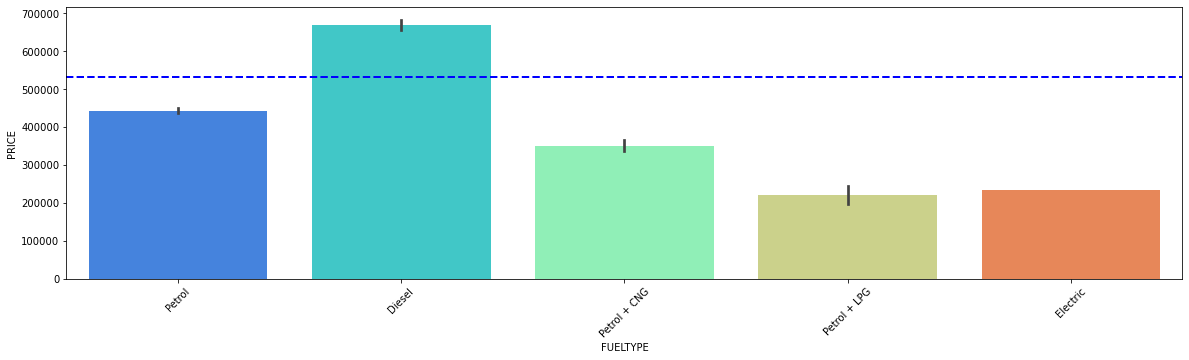 700000
600000
500000
400000
300000
200000
100000
0
PRICE
Petrol
Diesel
Petrol + CNG
Petrol + LPG
Electric
FUELTYPE